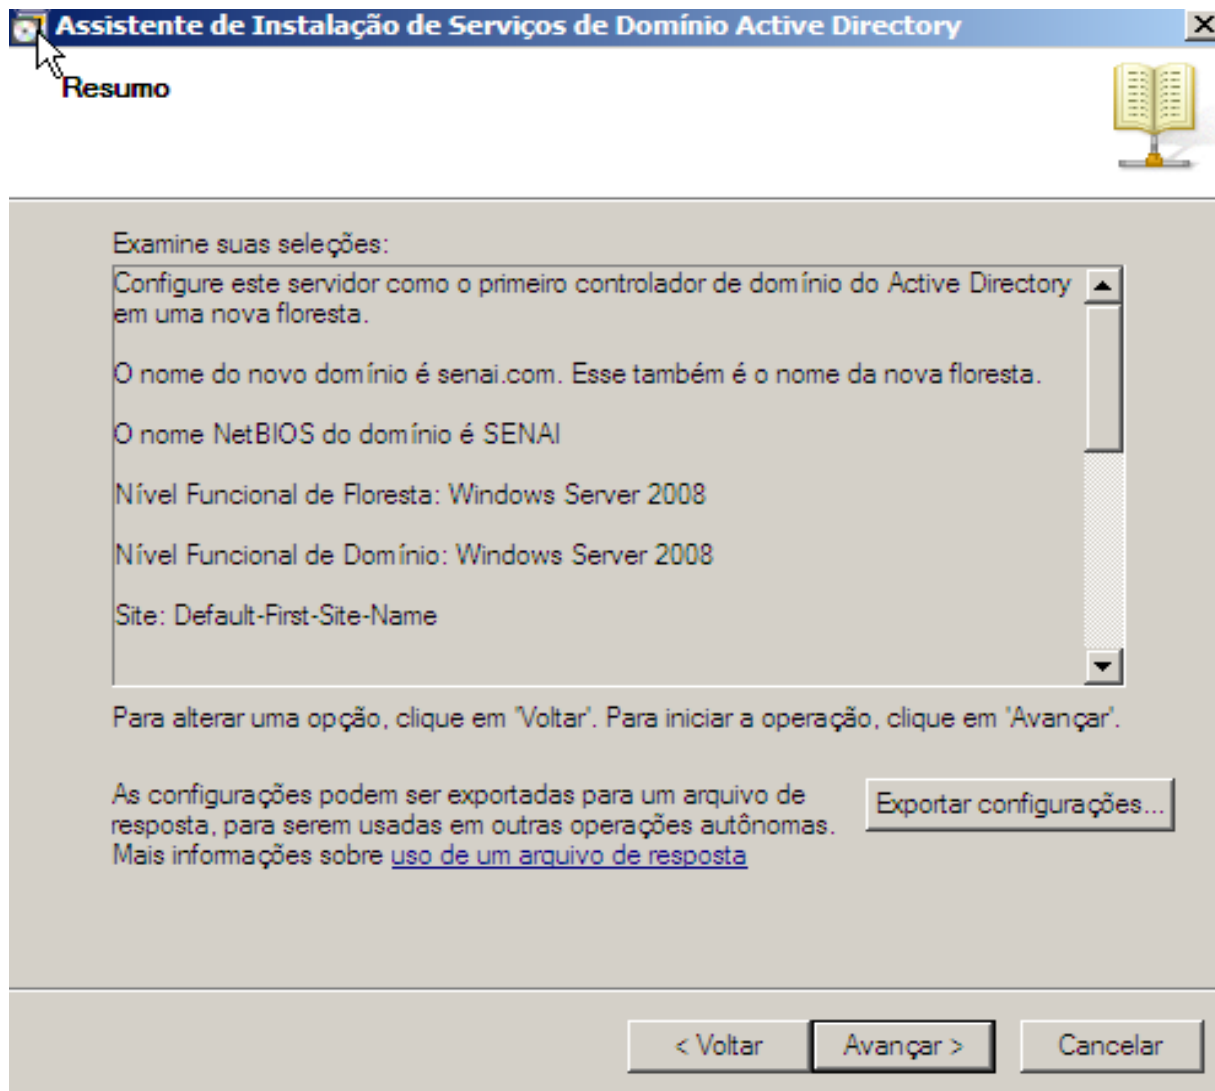 Assistente de Instalação de Serviços de Domínio Active Directory
Resumo
Examine suas seleções:
Configure este servidor como o primeiro controlador de domínio do Active Directory
em uma nova floresta.
O nome do novo domínio é senai.com. Esse também é o nome da nova floresta.
O nome NetBIOS do domínio é SENAI
Nível Funcional de Floresta: Windows Server 2008
Nível Funcional de Domínio: Windows Server 2008
Site: Default-First-Site-Name
Para alterar uma opção, clique em 'Voltar'. Para iniciar a operação, clique em 'Avançar'.
As configurações podem ser exportadas para um arquivo de
resposta, para serem usadas em outras operações autônomas.
Mais informações sobre uso de um arquivo de resposta
Exportar configurações...
< Voltar
Avançar >
Cancelar